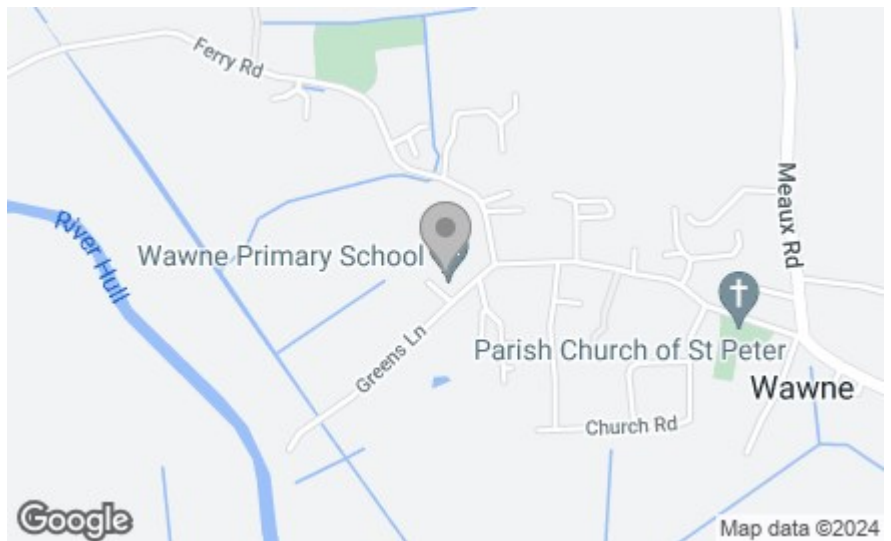 Ferry Rd
Meaux Rd
River Hull
Wawne Primary School
Greens Ln
Parish Church of St Peter
Wawne
Church Rd
Google
Map data ©2024